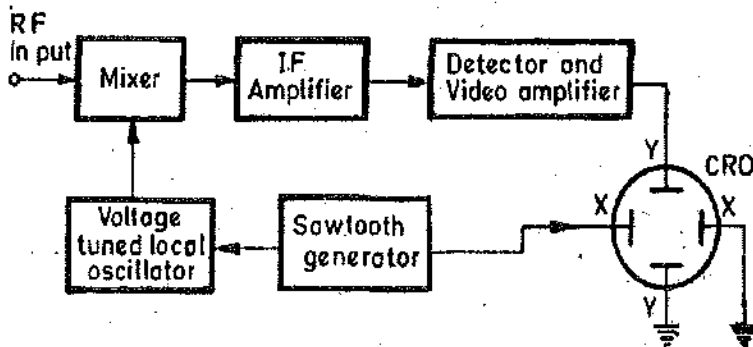 RF
in put
Mixer
I.F
Amplifier
Detector and
Video amplifier
Y
CRO
X
X
Voltage
tuned local
oscillator
Sawtooth
generator
Y